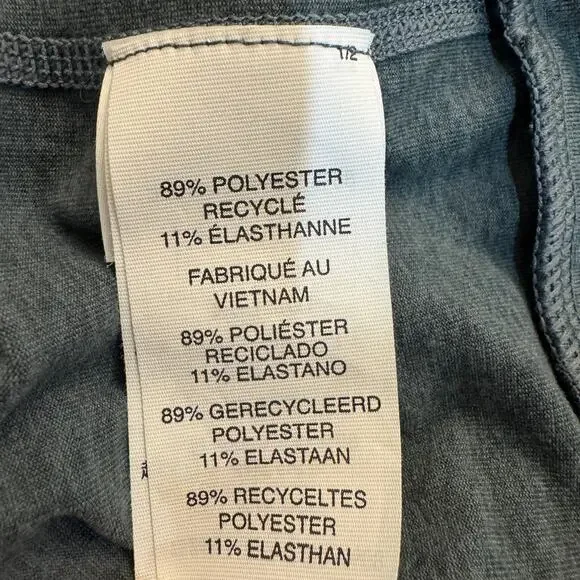 1/2
89% POLYESTER
RECYCLÉ
11% ÉLASTHANNE
FABRIQUÉ AU
VIETNAM
89% POLIÉSTER
RECICLADO
11% ELASTANO
89% GERECYCLEERD
POLYESTER
11% ELASTAAN
89% RECYCELTES
POLYESTER
11% ELASTHAN